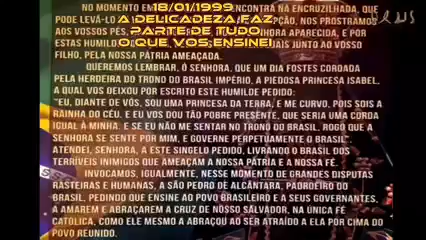 18/01/1999
A DELICADEZA FAZ
PARTE DE TUDO
O QUE VOS ENSINEI
NO MOMENTO EM ENCONTRA NA ENCRUZILHADA, QUE
PODE LEVÁ-LO PÇÃO, NOS PROSTRAMOS
AOS VOSSOS PÉS, HORA APARECIDA, E POR
ESTAS HUMILD AIS JUNTO AO VOSSO
FILHO, PELA NOSSA PÁTRIA AMEAÇADA.
QUEREMOS LEMBRAR, Ó SENHORA, QUE UM DIA FOSTES COROADA
PELA HERDEIRA DO TRONO DO BRASIL IMPÉRIO, A PIEDOSA PRINCESA ISABEL,
A QUAL VOS DEIXOU POR ESCRITO ESTE HUMILDE PEDIDO:
"EU, DIANTE DE VÓS, SOU UMA PRINCESA DA TERRA, E ME CURVO, POIS SOIS A
RAINHA DO CÉU. E EU VOS DOU TÃO POBRE PRESENTE, QUE SERIA UMA COROA
IGUAL À MINHA; E SE EU NÃO ME SENTAR NO TRONO DO BRASIL, ROGO QUE A
SENHORA SE SENTE POR MIM, E GOVERNE PERPETUAMENTE O BRASIL".
ATENDEI, SENHORA, A ESTE SINGELO PEDIDO, LIVRANDO O BRASIL DOS
TERRÍVEIS INIMIGOS QUE AMEAÇAM A NOSSA PÁTRIA E A NOSSA FÉ.
INVOCAMOS, IGUALMENTE, NESSE MOMENTO DE GRANDES DISPUTAS
RASTEIRAS E HUMANAS, A SÃO PEDRO DE ALCÂNTARA, PADROEIRO DO
BRASIL, PEDINDO QUE ENSINE AO POVO BRASILEIRO E A SEUS GOVERNANTES,
A AMAREM E ABRAÇAREM A CRUZ DE NOSSO SALVADOR, NA ÚNICA FÉ
CATÓLICA, COMO ELE MESMO A ABRAÇOU AO SER ATRAÍDO A ELA POR CIMA DO
POVO REUNIDO.